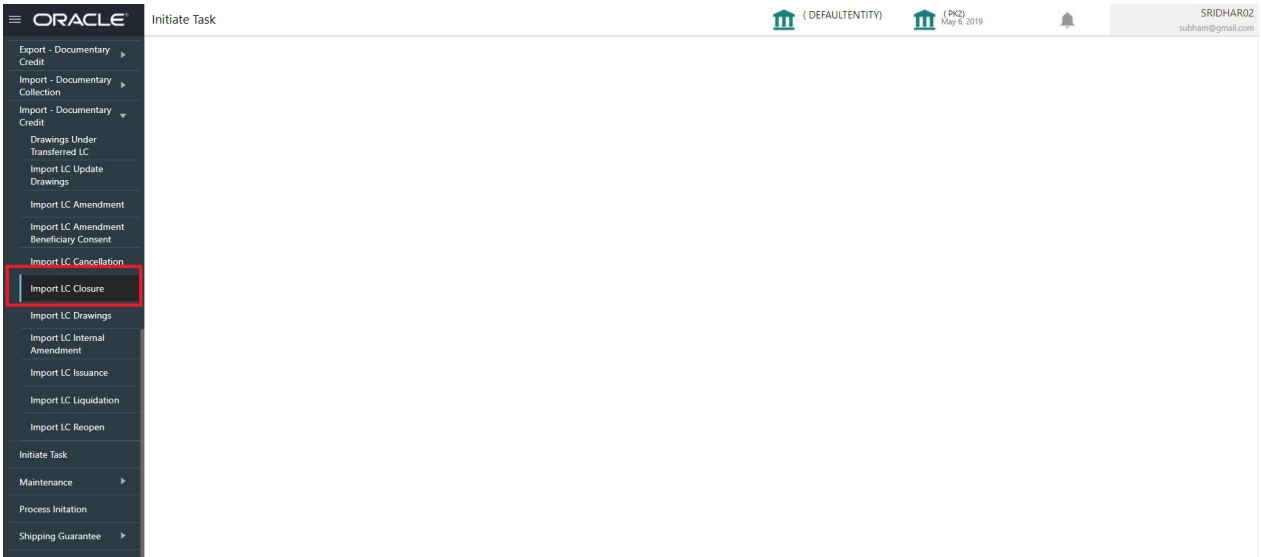 ORACLE
Initiate Task
( DEFAULTENTITY)
( PK2)
May 6, 2019
SRIDHAR02
subham@gmail.com
Export - Documentary
Credit
Import - Documentary
Collection
Import - Documentary
Credit
Drawings Under
Transferred LC
Import LC Update
Drawings
Import LC Amendment
Import LC Amendment
Beneficiary Consent
Import LC Cancellation
Import LC Closure
Import LC Drawings
Import LC Internal
Amendment
Import LC Issuance
Import LC Liquidation
Import LC Reopen
Initiate Task
Maintenance
Process Initation
Shipping Guarantee